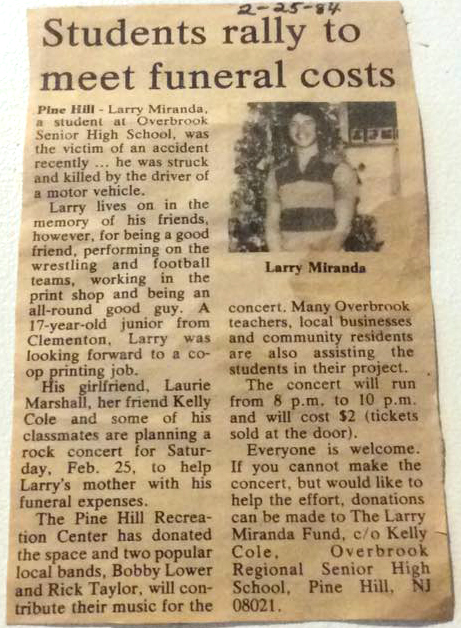 2-25-84
Students rally to
meet funeral costs
Pine Hill - Larry Miranda,
a student at Overbrook
Senior High School, was
the victim of an accident
recently ... he was struck
and killed by the driver of
a motor vehicle.
Larry lives on in the
memory of his friends,
however, for being a good
friend, performing on the
wrestling and football
teams, working in the
print shop and being an
all-round good guy. A
17-year-old junior from
Clementon, Larry was
looking forward to a co-
op printing job.
His girlfriend, Laurie
Marshall, her friend Kelly
Cole and some of his
classmates are planning a
rock concert for Satur-
day, Feb. 25, to help
Larry's mother with his
funeral expenses.
The Pine Hill Recrea-
tion Center has donated
the space and two popular
local bands, Bobby Lower
and Rick Taylor, will con-
tribute their music for the
Larry Miranda
concert. Many Overbrook
teachers, local businesses
and community residents
are also assisting the
students in their project.
The concert will run
from 8 p.m. to 10 p.m.
and will cost $2 (tickets
sold at the door).
Everyone is welcome.
If you cannot make the
concert, but would like to
help the effort, donations
can be made to The Larry
Miranda Fund, c/o Kelly
Cole, Overbrook
Regional Senior High
School, Pine Hill, NJ
08021.